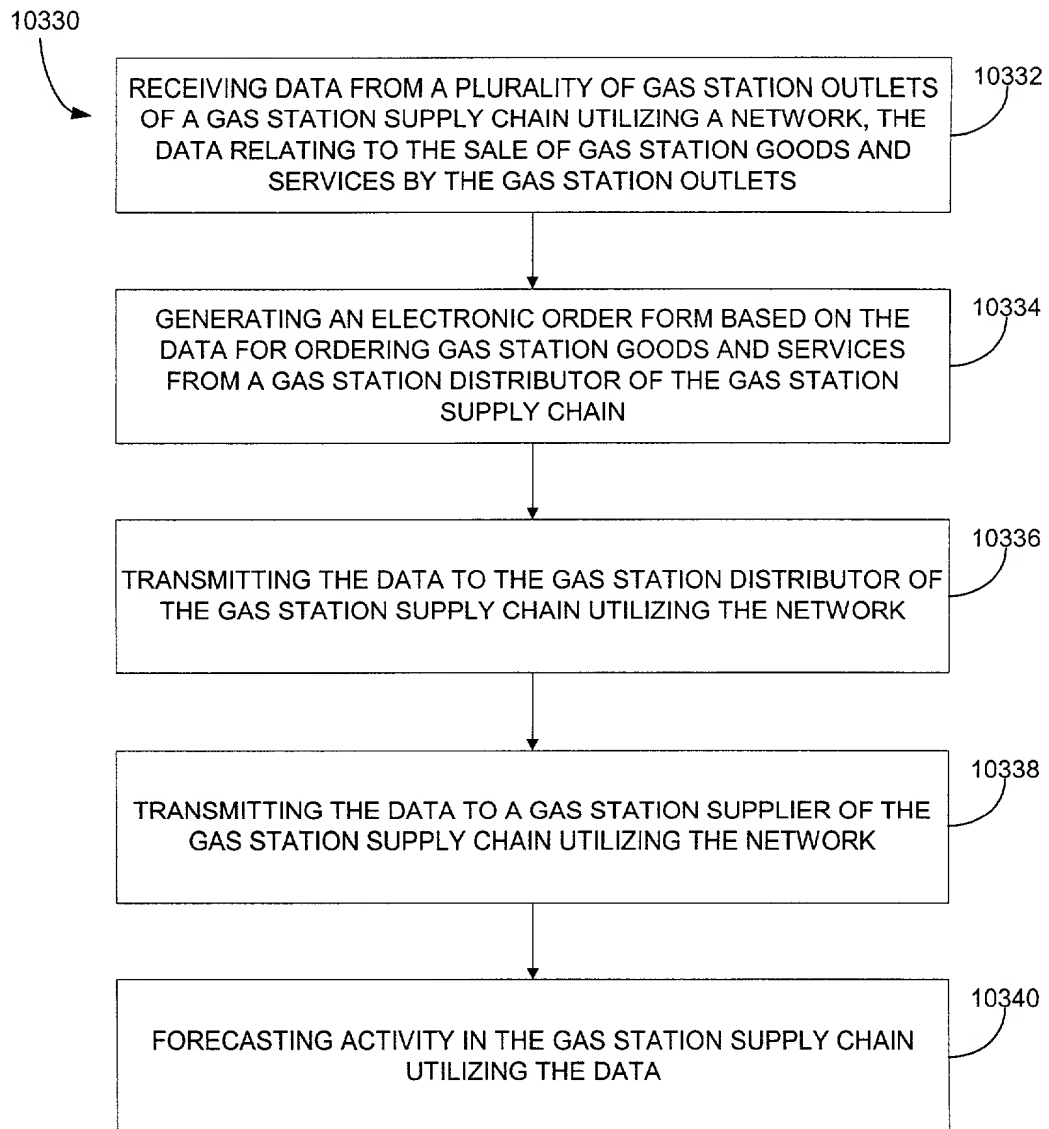 10330
RECEIVING DATA FROM A PLURALITY OF GAS STATION OUTLETS
OF A GAS STATION SUPPLY CHAIN UTILIZING A NETWORK, THE
DATA RELATING TO THE SALE OF GAS STATION GOODS AND
SERVICES BY THE GAS STATION OUTLETS
10332
GENERATING AN ELECTRONIC ORDER FORM BASED ON THE
DATA FOR ORDERING GAS STATION GOODS AND SERVICES
FROM A GAS STATION DISTRIBUTOR OF THE GAS STATION
SUPPLY CHAIN
10334
TRANSMITTING THE DATA TO THE GAS STATION DISTRIBUTOR OF
THE GAS STATION SUPPLY CHAIN UTILIZING THE NETWORK
10336
TRANSMITTING THE DATA TO A GAS STATION SUPPLIER OF THE
GAS STATION SUPPLY CHAIN UTILIZING THE NETWORK
10338
FORECASTING ACTIVITY IN THE GAS STATION SUPPLY CHAIN
UTILIZING THE DATA
10340